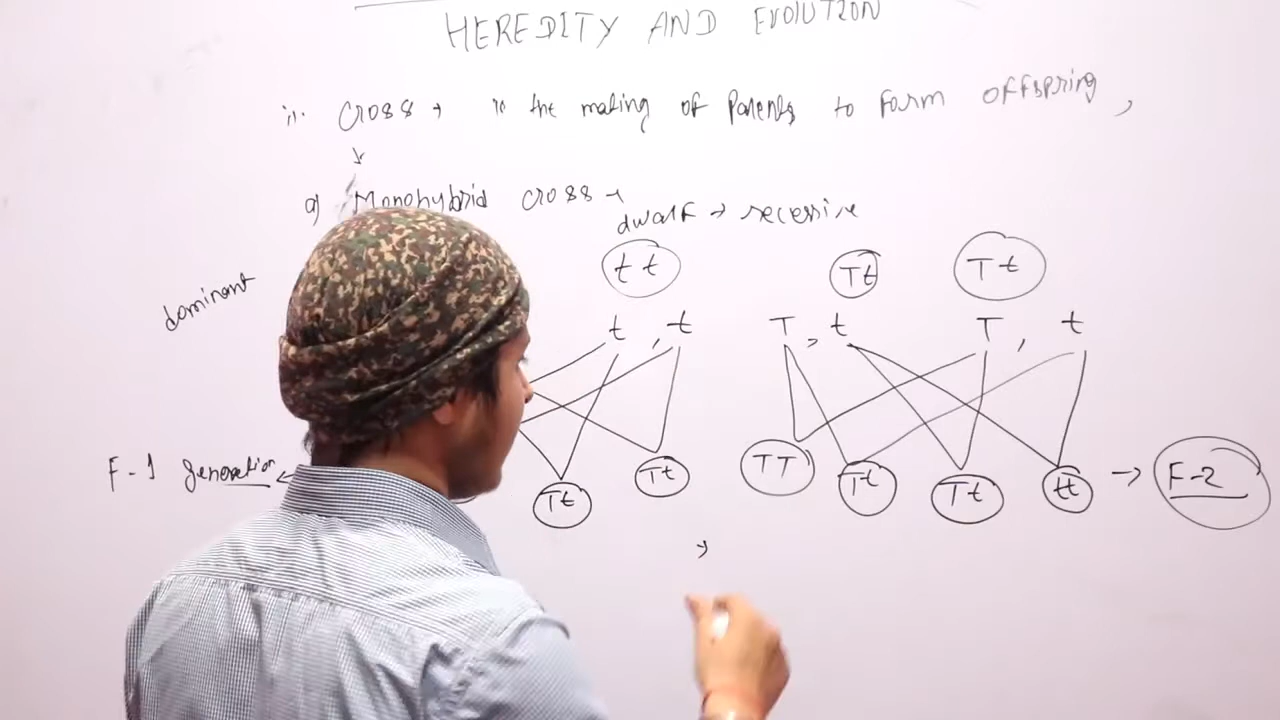 HEREDITY AND EVOLUTION
ii. Cross → is the mating of Parents to Form offspring,
a) Monohybrid cross →
dwarf → recessive
dominant
tt Tt Tt
t , t T , t T , t
F-1 generation ← Tt Tt TT Tt Tt tt → F-2